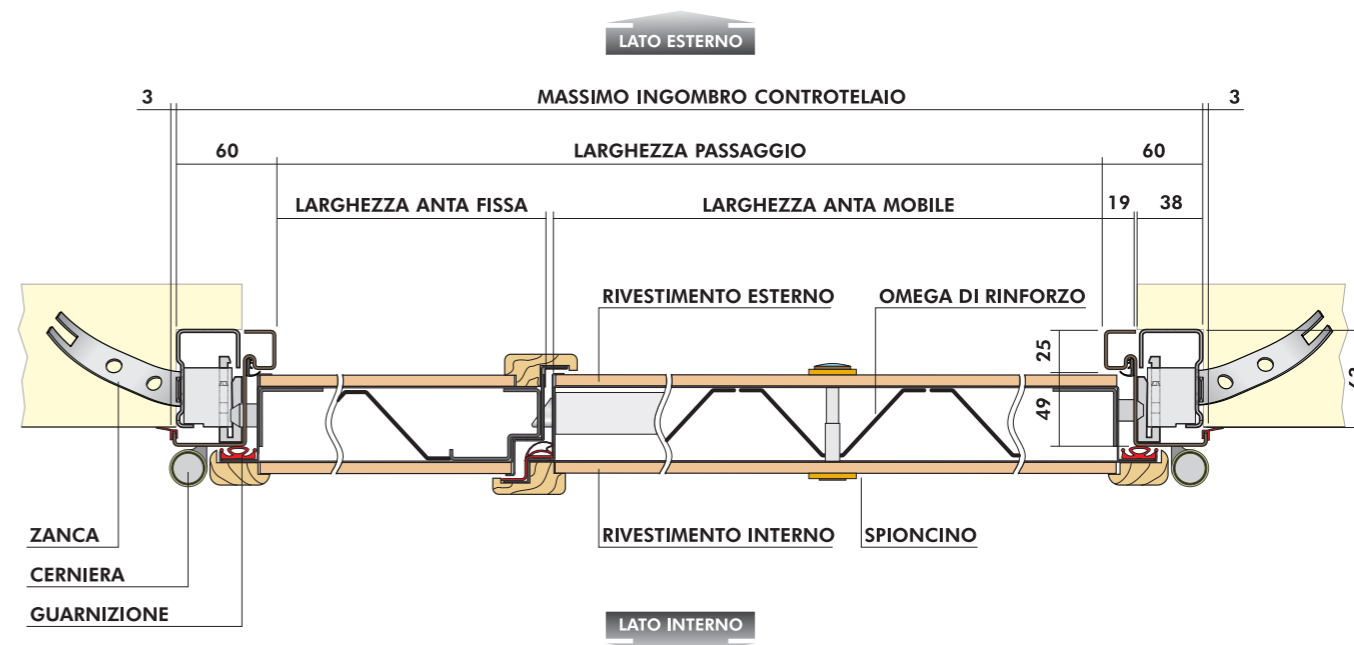 LATO ESTERNO
3 MASSIMO INGOMBRO CONTROTELAIO 3
60 LARGHEZZA PASSAGGIO 60
LARGHEZZA ANTA FISSA LARGHEZZA ANTA MOBILE 19 38
RIVESTIMENTO ESTERNO OMEGA DI RINFORZO
25
49
ZANCA RIVESTIMENTO INTERNO SPIONCINO
CERNIERA
GUARNIZIONE
LATO INTERNO